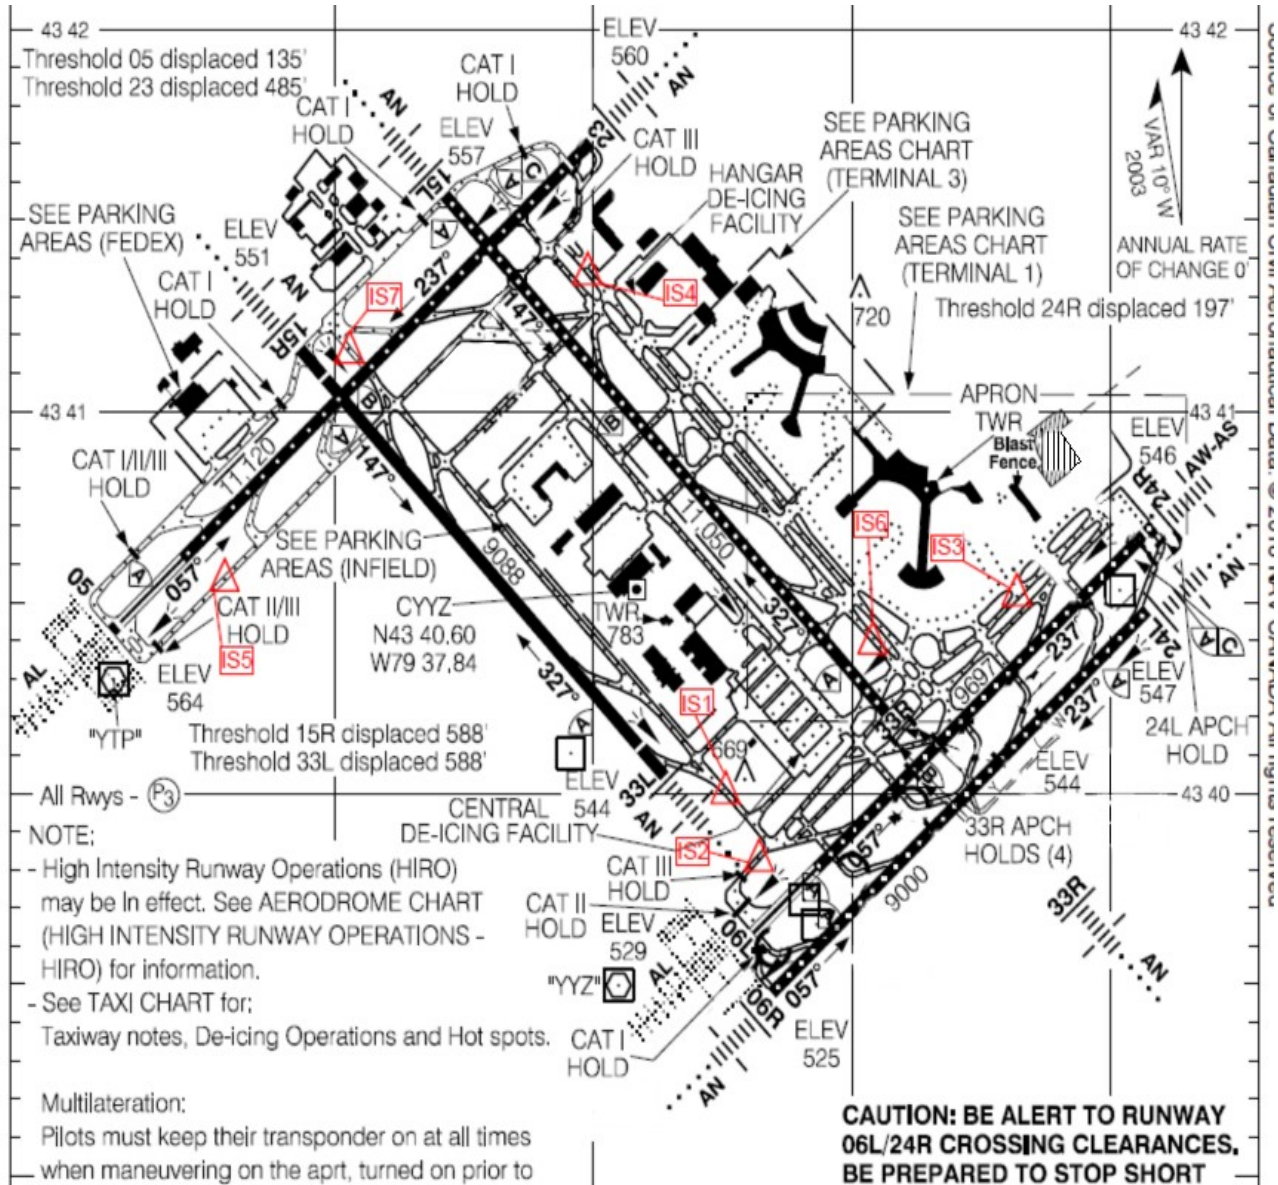 43 42
43 42
Threshold 05 displaced 135'
Threshold 23 displaced 485'
ELEV
560
AN
AN
CAT I
HOLD
CAT I
HOLD
ELEV
557
15L
23
CAT III
HOLD
HANGAR
DE-ICING
FACILITY
SEE PARKING
AREAS CHART
(TERMINAL 3)
SEE PARKING
AREAS CHART
(TERMINAL 1)
VAR 10° W
2003
ANNUAL RATE
OF CHANGE 0'
Threshold 24R displaced 197'
SEE PARKING
AREAS (FEDEX)
ELEV
551
AN
CAT I
HOLD
15R
C
A
A
IS7
237°
147°
IS4
720
43 41
43 41
APRON
TWR
Blast
Fence
ELEV
546
24R
AW-AS
B
A
B
147°
11120
CAT I/II/III
HOLD
SEE PARKING
AREAS (INFIELD)
9088
11050
IS6
IS3
05
A
057°
CAT II/III
HOLD
IS5
CYYZ
N43 40.60
W79 37,84
TWR
783
327°
AN
24L
A
C
237°
A
237°
ELEV
547
24L APCH
HOLD
AL
"YTP"
ELEV
564
Threshold 15R displaced 588'
Threshold 33L displaced 588'
327°
IS1
669
A
9697
33R
B
A
ELEV
544
ELEV
544
33L
AN
43 40
All Rwys - P3
NOTE:
- High Intensity Runway Operations (HIRO)
may be In effect. See AERODROME CHART
(HIGH INTENSITY RUNWAY OPERATIONS -
HIRO) for information.
- See TAXI CHART for:
Taxiway notes, De-icing Operations and Hot spots.
CENTRAL
DE-ICING FACILITY
IS2
CAT III
HOLD
CAT II
HOLD
ELEV
529
06L
057°
A
9000
33R APCH
HOLDS (4)
33R
AN
"YYZ"
AL
06R
057°
CAT I
HOLD
ELEV
525
AN
Multilateration:
Pilots must keep their transponder on at all times
when maneuvering on the aprt, turned on prior to
CAUTION: BE ALERT TO RUNWAY
06L/24R CROSSING CLEARANCES.
BE PREPARED TO STOP SHORT